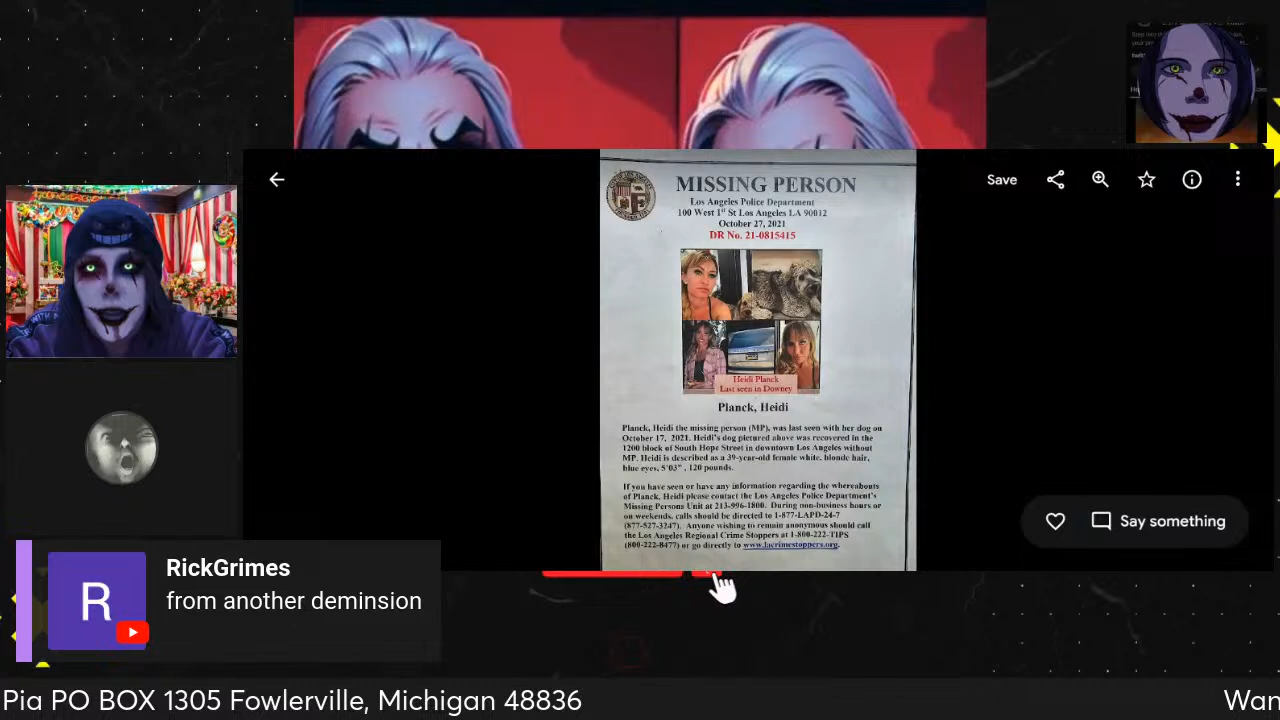 Save
MISSING PERSON
Los Angeles Police Department
100 West 1st St Los Angeles LA 90012
October 27, 2021
DR No. 21-0815415
Heidi Planck
Last seen in Downey
Planck, Heidi
Planck, Heidi the missing person (MP), was last seen with her dog on
October 17, 2021. Heidi's dog pictured above was recovered in the
1200 block of South Hope Street in downtown Los Angeles without
MP. Heidi is described as a 39-year-old female white, blonde hair,
blue eyes, 5'03", 120 pounds.
If you have seen or have any information regarding the whereabouts
of Planck, Heidi please contact the Los Angeles Police Department's
Missing Persons Unit at 213-996-1800. During non-business hours or
on weekends, calls should be directed to 1-877-LAPD-24-7
(877-527-3247). Anyone wishing to remain anonymous should call
the Los Angeles Regional Crime Stoppers at 1-800-222-TIPS
(800-222-8477) or go directly to www.lacrimestoppers.org.
Say something
R
RickGrimes
from another deminsion
Pia PO BOX 1305 Fowlerville, Michigan 48836
Wan